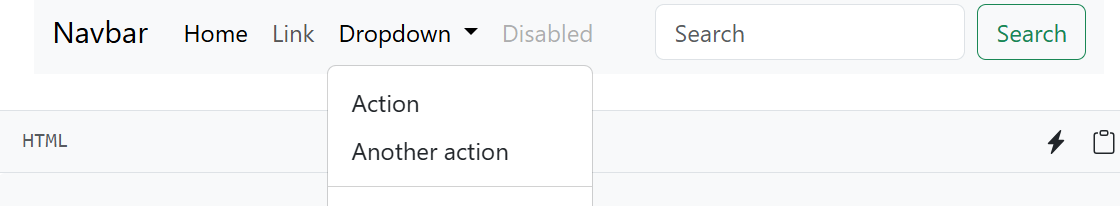 Navbar Home Link Dropdown Disabled Search Search
Action
HTML
Another action